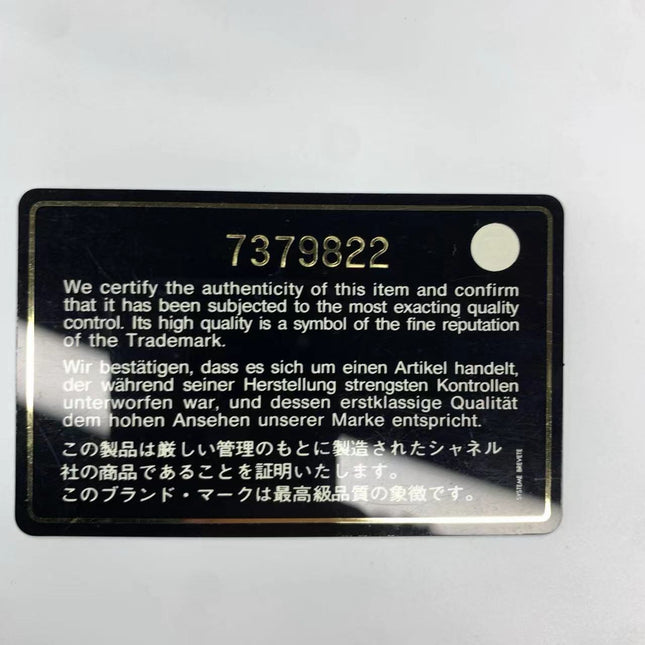 7379822
We certify the authenticity of this item and confirm
that it has been subjected to the most exacting quality
control. Its high quality is a symbol of the fine reputation
of the Trademark.
Wir bestätigen, dass es sich um einen Artikel handelt,
der während seiner Herstellung strengsten Kontrollen
unterworfen war, und dessen erstklassige Qualität
dem hohen Ansehen unserer Marke entspricht.
この製品は厳しい管理のもとに製造されたシャネル
社の商品であることを証明いたします。
このブランド・マークは最高級品質の象徴です。
SYSTEME BREVETE